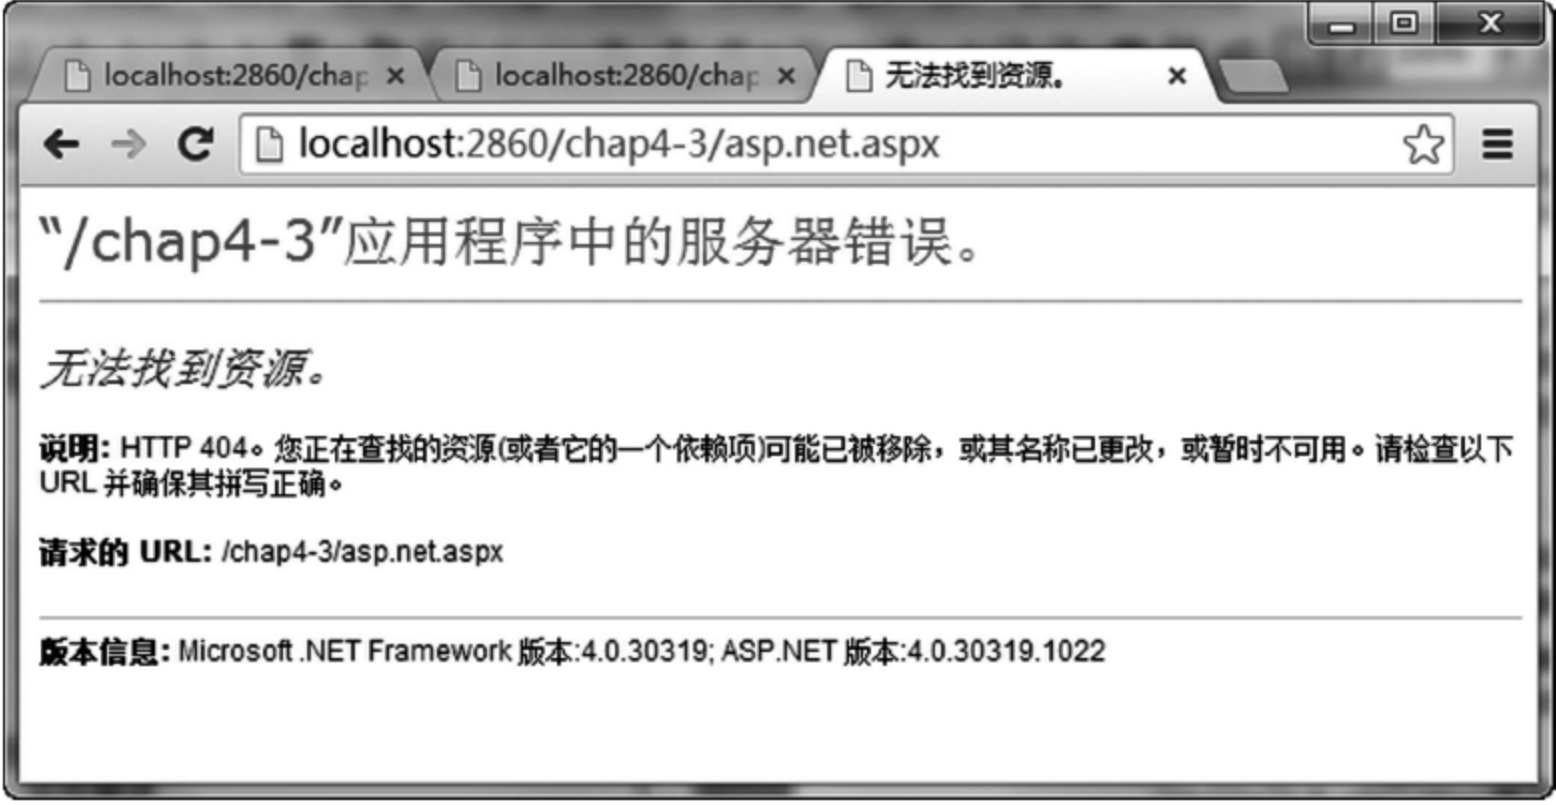 localhost:2860/chap
localhost:2860/chap
无法找到资源。
localhost:2860/chap4-3/asp.net.aspx
“/chap4-3”应用程序中的服务器错误。
无法找到资源。
说明: HTTP 404。您正在查找的资源(或者它的一个依赖项)可能已被移除，或其名称已更改，或暂时不可用。请检查以下
URL 并确保其拼写正确。
请求的 URL: /chap4-3/asp.net.aspx
版本信息: Microsoft .NET Framework 版本:4.0.30319; ASP.NET 版本:4.0.30319.1022